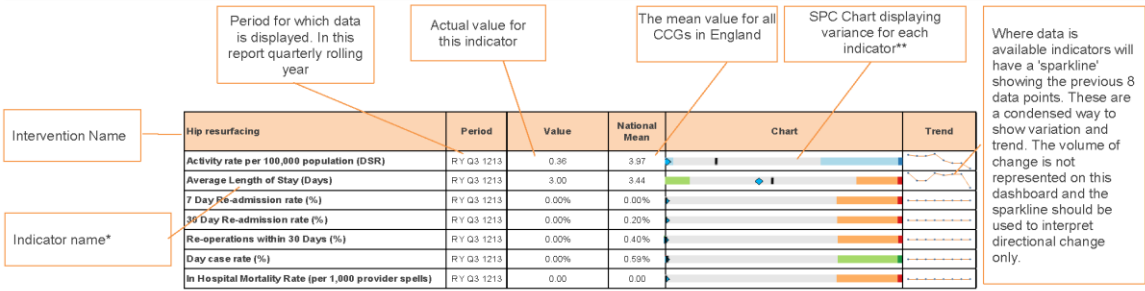 Period for which data
is displayed. In this
report quarterly rolling
year
Actual value for
this indicator
The mean value for all
CCGs in England
SPC Chart displaying
variance for each
indicator**
Where data is
available indicators will
have a 'sparkline'
showing the previous 8
data points. These are
a condensed way to
show variation and
trend. The volume of
change is not
represented on this
dashboard and the
sparkline should be
used to interpret
directional change
only.
Intervention Name
Indicator name*
Hip resurfacing Period Value National Mean Chart Trend
Activity rate per 100,000 population (DSR) RY Q3 1213 0.36 3.97
Average Length of Stay (Days) RY Q3 1213 3.00 3.44
7 Day Re-admission rate (%) RY Q3 1213 0.00% 0.00%
30 Day Re-admission rate (%) RY Q3 1213 0.00% 0.20%
Re-operations within 30 Days (%) RY Q3 1213 0.00% 0.40%
Day case rate (%) RY Q3 1213 0.00% 0.59%
In Hospital Mortality Rate (per 1,000 provider spells) RY Q3 1213 0.00 0.00